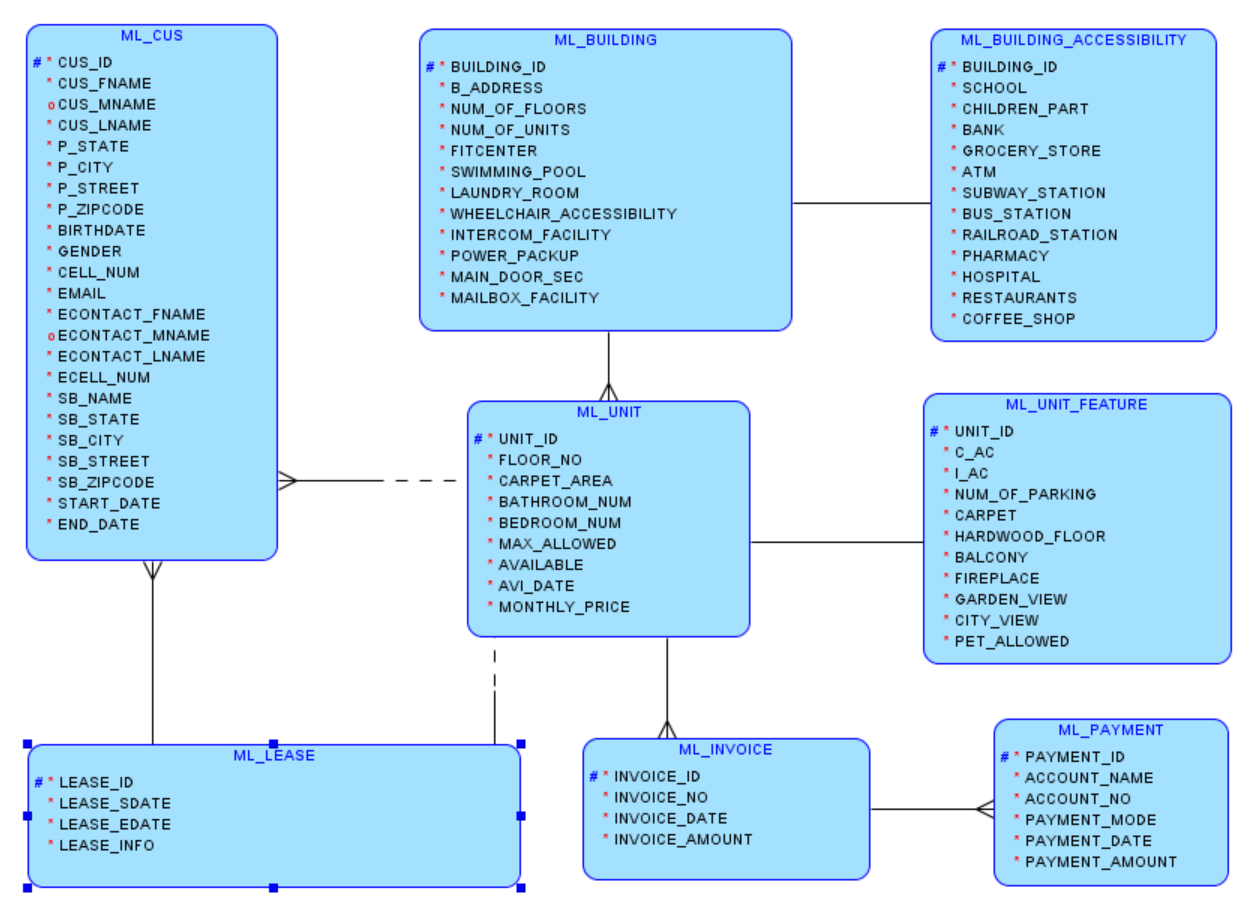 ML_CUS
# * CUS_ID
* CUS_FNAME
o CUS_MNAME
* CUS_LNAME
* P_STATE
* P_CITY
* P_STREET
* P_ZIPCODE
* BIRTHDATE
* GENDER
* CELL_NUM
* EMAIL
* ECONTACT_FNAME
o ECONTACT_MNAME
* ECONTACT_LNAME
* ECELL_NUM
* SB_NAME
* SB_STATE
* SB_CITY
* SB_STREET
* SB_ZIPCODE
* START_DATE
* END_DATE
ML_BUILDING
# * BUILDING_ID
* B_ADDRESS
* NUM_OF_FLOORS
* NUM_OF_UNITS
* FITCENTER
* SWIMMING_POOL
* LAUNDRY_ROOM
* WHEELCHAIR_ACCESSIBILITY
* INTERCOM_FACILITY
* POWER_PACKUP
* MAIN_DOOR_SEC
* MAILBOX_FACILITY
ML_BUILDING_ACCESSIBILITY
# * BUILDING_ID
* SCHOOL
* CHILDREN_PART
* BANK
* GROCERY_STORE
* ATM
* SUBWAY_STATION
* BUS_STATION
* RAILROAD_STATION
* PHARMACY
* HOSPITAL
* RESTAURANTS
* COFFEE_SHOP
ML_UNIT
# * UNIT_ID
* FLOOR_NO
* CARPET_AREA
* BATHROOM_NUM
* BEDROOM_NUM
* MAX_ALLOWED
* AVAILABLE
* AVI_DATE
* MONTHLY_PRICE
ML_UNIT_FEATURE
# * UNIT_ID
* C_AC
* I_AC
* NUM_OF_PARKING
* CARPET
* HARDWOOD_FLOOR
* BALCONY
* FIREPLACE
* GARDEN_VIEW
* CITY_VIEW
* PET_ALLOWED
ML_LEASE
# * LEASE_ID
* LEASE_SDATE
* LEASE_EDATE
* LEASE_INFO
ML_INVOICE
# * INVOICE_ID
* INVOICE_NO
* INVOICE_DATE
* INVOICE_AMOUNT
ML_PAYMENT
# * PAYMENT_ID
* ACCOUNT_NAME
* ACCOUNT_NO
* PAYMENT_MODE
* PAYMENT_DATE
* PAYMENT_AMOUNT